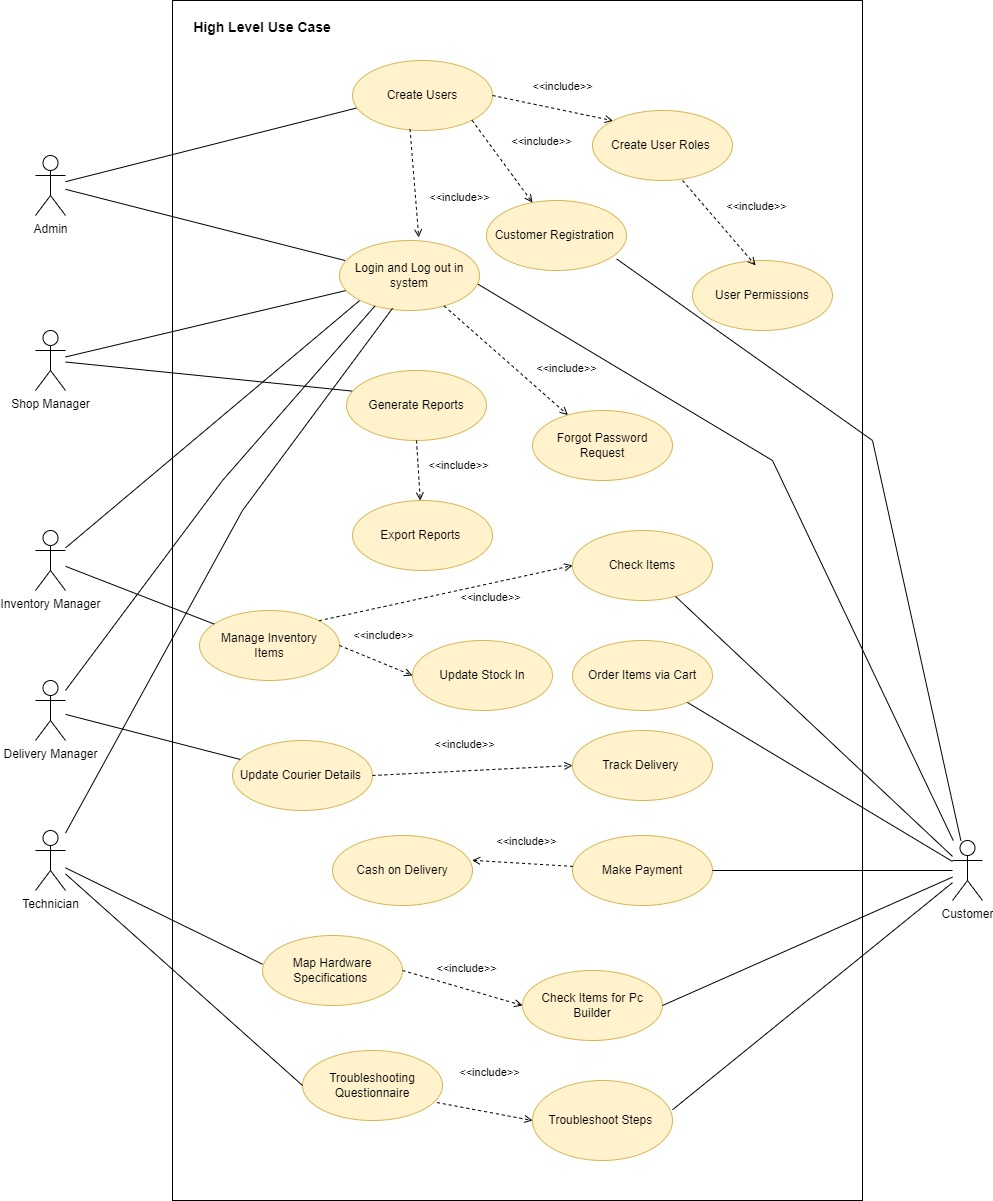 High Level Use Case
Create Users
<<include>>
<<include>>
Create User Roles
<<include>>
<<include>>
Admin
Customer Registration
Login and Log out in
system
User Permissions
Shop Manager
<<include>>
Generate Reports
Forgot Password
Request
<<include>>
Export Reports
Check Items
<<include>>
Inventory Manager
Manage Inventory
Items
<<include>>
Update Stock In
Order Items via Cart
Delivery Manager
<<include>>
Update Courier Details
Track Delivery
<<include>>
Cash on Delivery
Make Payment
Technician
Customer
Map Hardware
Specifications
<<include>>
Check Items for Pc
Builder
Troubleshooting
Questionnaire
<<include>>
Troubleshoot Steps